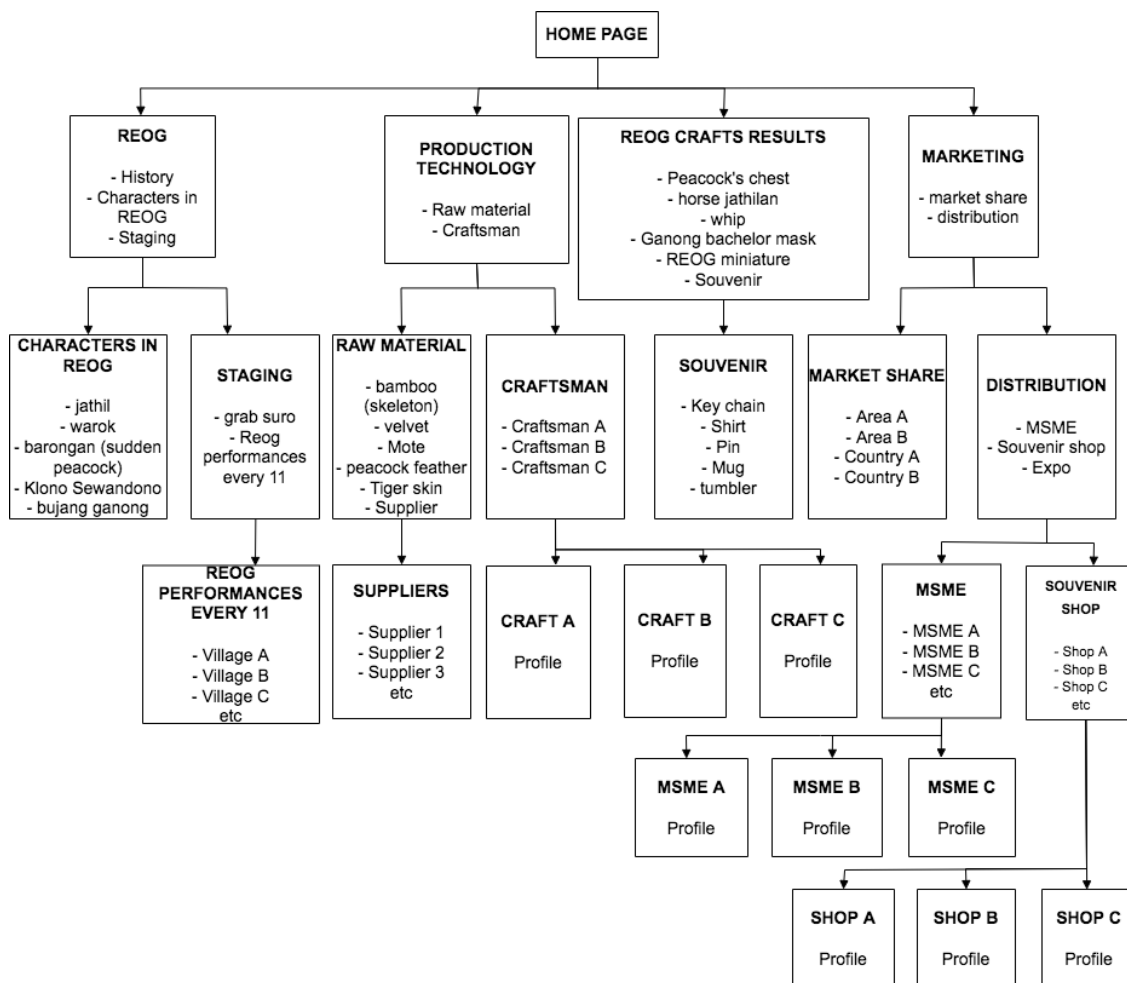 HOME PAGE
REOG
- History
- Characters in
REOG
- Staging
PRODUCTION
TECHNOLOGY
- Raw material
- Craftsman
REOG CRAFTS RESULTS
- Peacock's chest
- horse jathilan
- whip
- Ganong bachelor mask
- REOG miniature
- Souvenir
MARKETING
- market share
- distribution
CHARACTERS IN
REOG
- jathil
- warok
- barongan (sudden
peacock)
- Klono Sewandono
- bujang ganong
STAGING
- grab suro
- Reog
performances
every 11
RAW MATERIAL
- bamboo
(skeleton)
- velvet
- Mote
- peacock feather
- Tiger skin
- Supplier
CRAFTSMAN
- Craftsman A
- Craftsman B
- Craftsman C
SOUVENIR
- Key chain
- Shirt
- Pin
- Mug
- tumbler
MARKET SHARE
- Area A
- Area B
- Country A
- Country B
DISTRIBUTION
- MSME
- Souvenir shop
- Expo
REOG
PERFORMANCES
EVERY 11
- Village A
- Village B
- Village C
etc
SUPPLIERS
- Supplier 1
- Supplier 2
- Supplier 3
etc
CRAFT A
Profile
CRAFT B
Profile
CRAFT C
Profile
MSME
- MSME A
- MSME B
- MSME C
etc
SOUVENIR
SHOP
- Shop A
- Shop B
- Shop C
etc
MSME A
Profile
MSME B
Profile
MSME C
Profile
SHOP A
Profile
SHOP B
Profile
SHOP C
Profile